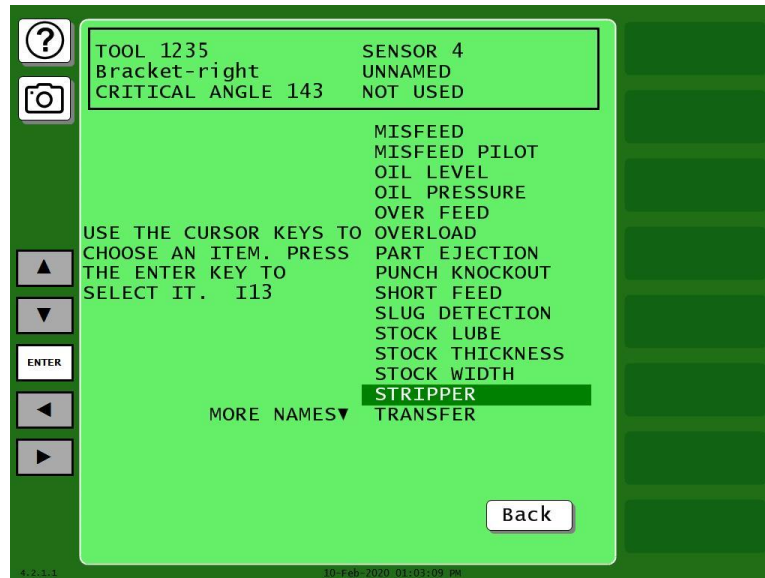 ?
TOOL 1235 SENSOR 4
Bracket-right UNNAMED
CRITICAL ANGLE 143 NOT USED
MISFEED
MISFEED PILOT
OIL LEVEL
OIL PRESSURE
OVER FEED
USE THE CURSOR KEYS TO OVERLOAD
CHOOSE AN ITEM. PRESS PART EJECTION
THE ENTER KEY TO PUNCH KNOCKOUT
SELECT IT. I13 SHORT FEED
SLUG DETECTION
STOCK LUBE
STOCK THICKNESS
STOCK WIDTH
STRIPPER
MORE NAMES▼ TRANSFER
ENTER
Back
4.2.1.1 10-Feb-2020 01:03:09 PM